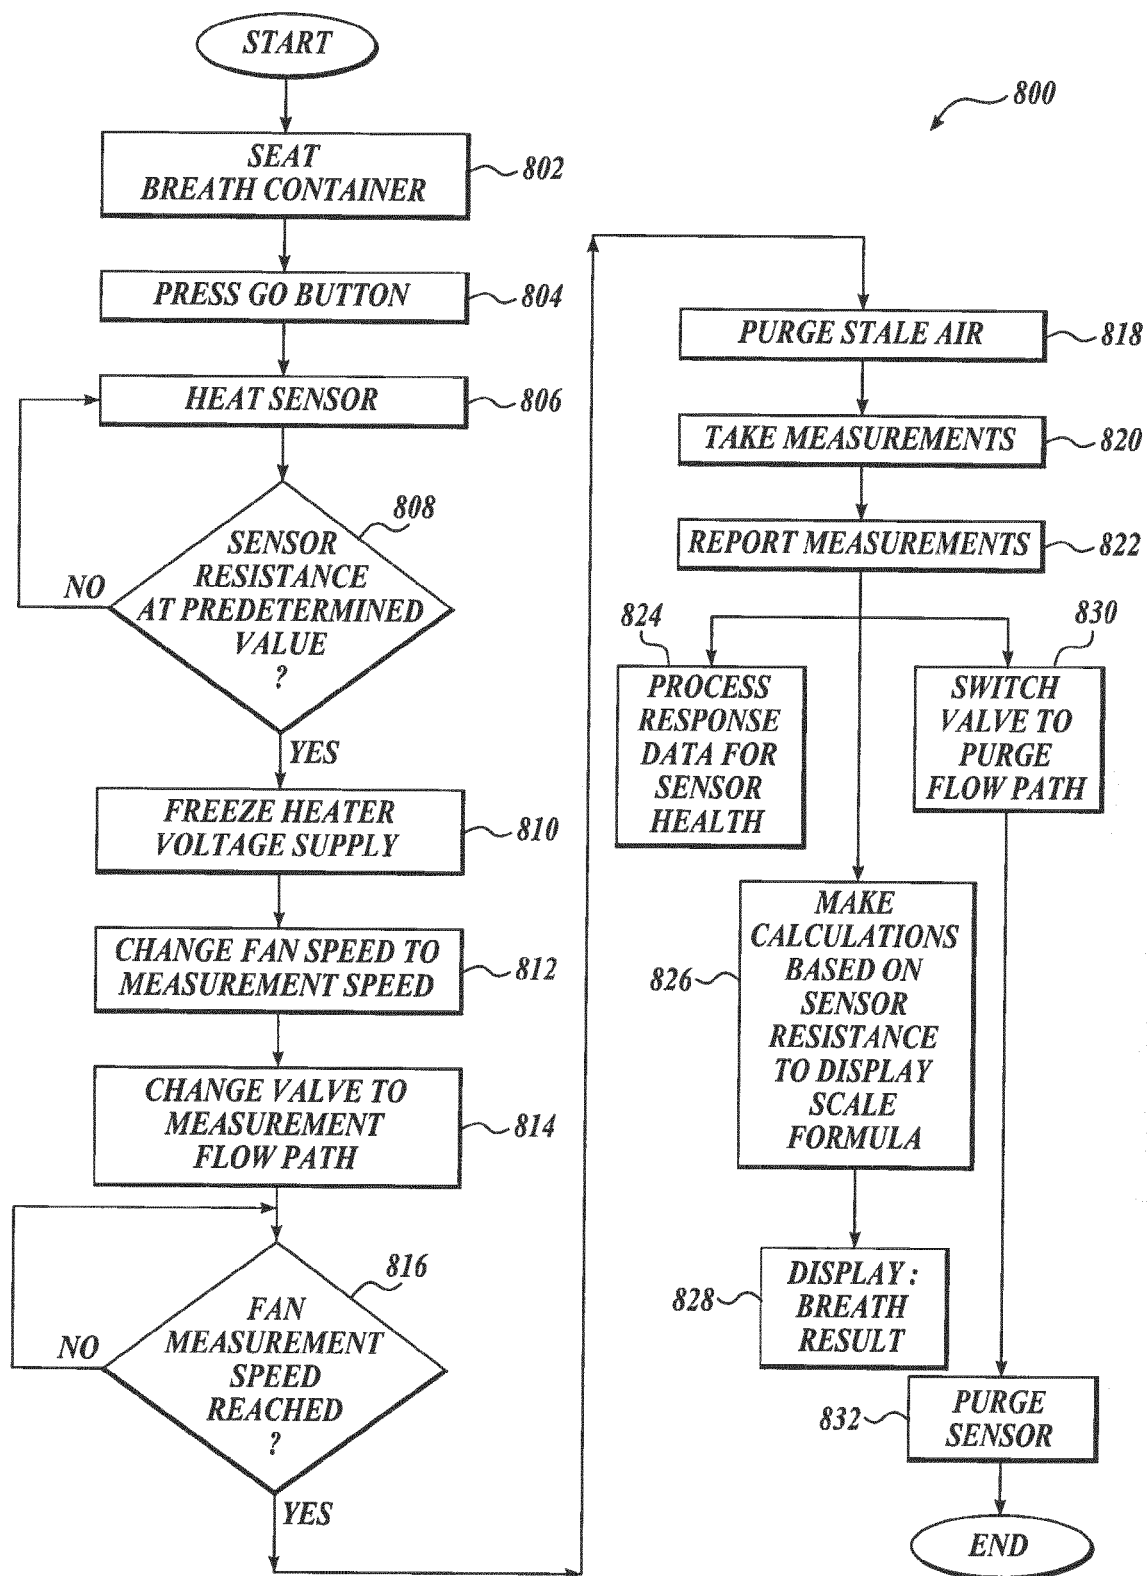 START
800
SEAT
BREATH CONTAINER
802
PRESS GO BUTTON
804
HEAT SENSOR
806
808
SENSOR
RESISTANCE
AT PREDETERMINED
VALUE
?
NO
YES
FREEZE HEATER
VOLTAGE SUPPLY
810
CHANGE FAN SPEED TO
MEASUREMENT SPEED
812
CHANGE VALVE TO
MEASUREMENT
FLOW PATH
814
816
FAN
MEASUREMENT
SPEED
REACHED
?
NO
YES
PURGE STALE AIR
818
TAKE MEASUREMENTS
820
REPORT MEASUREMENTS
822
824
PROCESS
RESPONSE
DATA FOR
SENSOR
HEALTH
830
SWITCH
VALVE TO
PURGE
FLOW PATH
826
MAKE
CALCULATIONS
BASED ON
SENSOR
RESISTANCE
TO DISPLAY
SCALE
FORMULA
828
DISPLAY :
BREATH
RESULT
832
PURGE
SENSOR
END